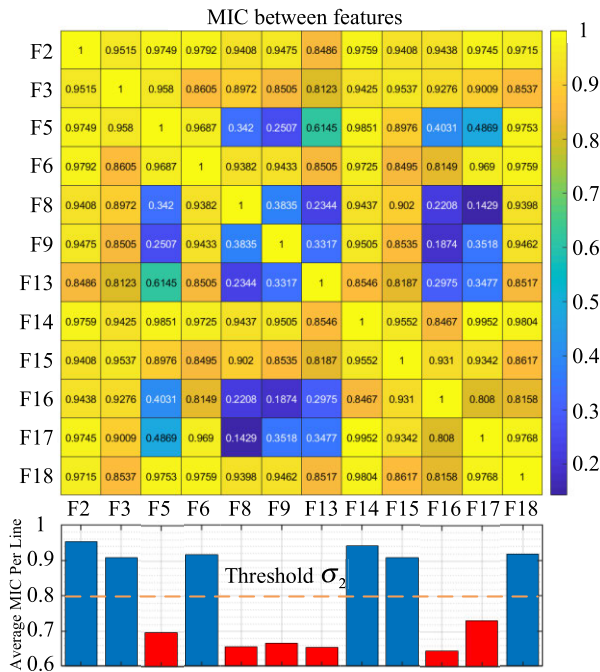 MIC between features
F2 1 0.9515 0.9749 0.9792 0.9408 0.9475 0.8486 0.9759 0.9408 0.9438 0.9745 0.9715
F3 0.9515 1 0.958 0.8605 0.8972 0.8505 0.8123 0.9425 0.9537 0.9276 0.9009 0.8537
F5 0.9749 0.958 1 0.9687 0.342 0.2507 0.6145 0.9851 0.8976 0.4031 0.4869 0.9753
F6 0.9792 0.8605 0.9687 1 0.9382 0.9433 0.8505 0.9725 0.8495 0.8149 0.969 0.9759
F8 0.9408 0.8972 0.342 0.9382 1 0.3835 0.2344 0.9437 0.902 0.2208 0.1429 0.9398
F9 0.9475 0.8505 0.2507 0.9433 0.3835 1 0.3317 0.9505 0.8535 0.1874 0.3518 0.9462
F13 0.8486 0.8123 0.6145 0.8505 0.2344 0.3317 1 0.8546 0.8187 0.2975 0.3477 0.8517
F14 0.9759 0.9425 0.9851 0.9725 0.9437 0.9505 0.8546 1 0.9552 0.8467 0.9952 0.9804
F15 0.9408 0.9537 0.8976 0.8495 0.902 0.8535 0.8187 0.9552 1 0.931 0.9342 0.8617
F16 0.9438 0.9276 0.4031 0.8149 0.2208 0.1874 0.2975 0.8467 0.931 1 0.808 0.8158
F17 0.9745 0.9009 0.4869 0.969 0.1429 0.3518 0.3477 0.9952 0.9342 0.808 1 0.9768
F18 0.9715 0.8537 0.9753 0.9759 0.9398 0.9462 0.8517 0.9804 0.8617 0.8158 0.9768 1
F2 F3 F5 F6 F8 F9 F13 F14 F15 F16 F17 F18
1
0.9
0.8
0.7
0.6
0.5
0.4
0.3
0.2
Average MIC Per Line
1
0.9
0.8
0.7
0.6
Threshold σ2